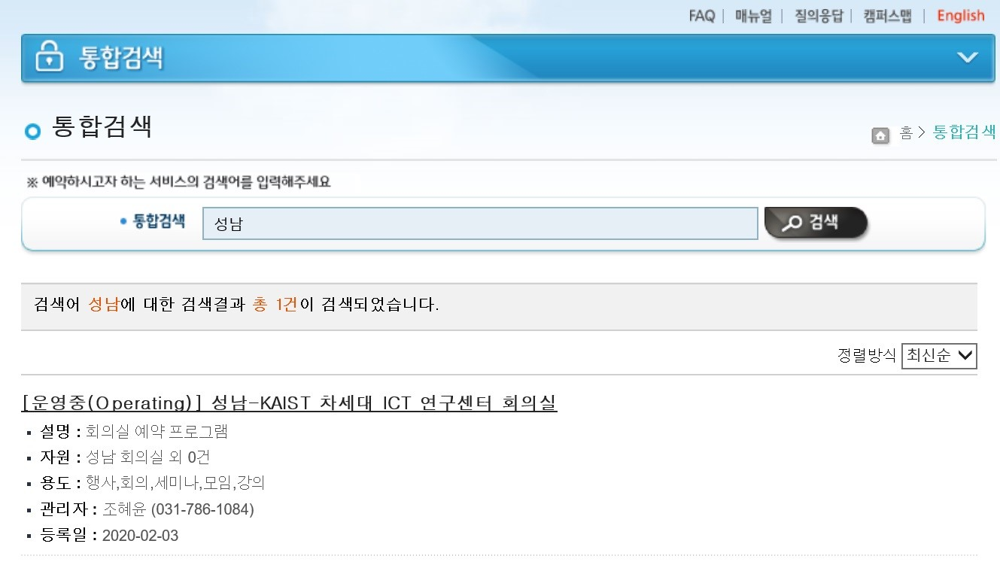 FAQ | 매뉴얼 | 질의응답 | 캠퍼스맵 | English
통합검색
통합검색
홈 > 통합검색
※ 예약하시고자 하는 서비스의 검색어를 입력해주세요
• 통합검색 성남 검색
검색어 성남에 대한 검색결과 총 1건이 검색되었습니다.
정렬방식 최신순
[운영중(Operating)] 성남-KAIST 차세대 ICT 연구센터 회의실
▪ 설명 : 회의실 예약 프로그램
▪ 자원 : 성남 회의실 외 0건
▪ 용도 : 행사,회의,세미나,모임,강의
▪ 관리자 : 조혜윤 (031-786-1084)
▪ 등록일 : 2020-02-03